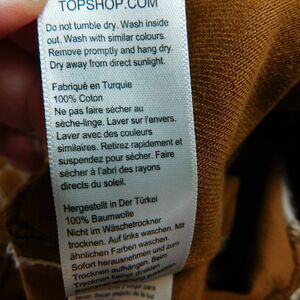 TOPSHOP.COM
Do not tumble dry. Wash inside
out. Wash with similar colours.
Remove promptly and hang dry.
Dry away from direct sunlight.
Fabriqué en Turquie
100% Coton
Ne pas faire sécher au
sèche-linge. Laver sur l'envers.
Laver avec des couleurs
similaires. Retirez rapidement et
suspendez pour sécher. Faire
sécher à l'abri des rayons
directs du soleil.
Hergestellt in Der Türkei
100% Baumwolle
Nicht im Wäschetrockner
trocknen. Auf links waschen. Mit
ähnlichen Farben waschen.
Sofort herausnehmen und zum
Trocknen aufhängen. Beim
Trocknen keiner direkten